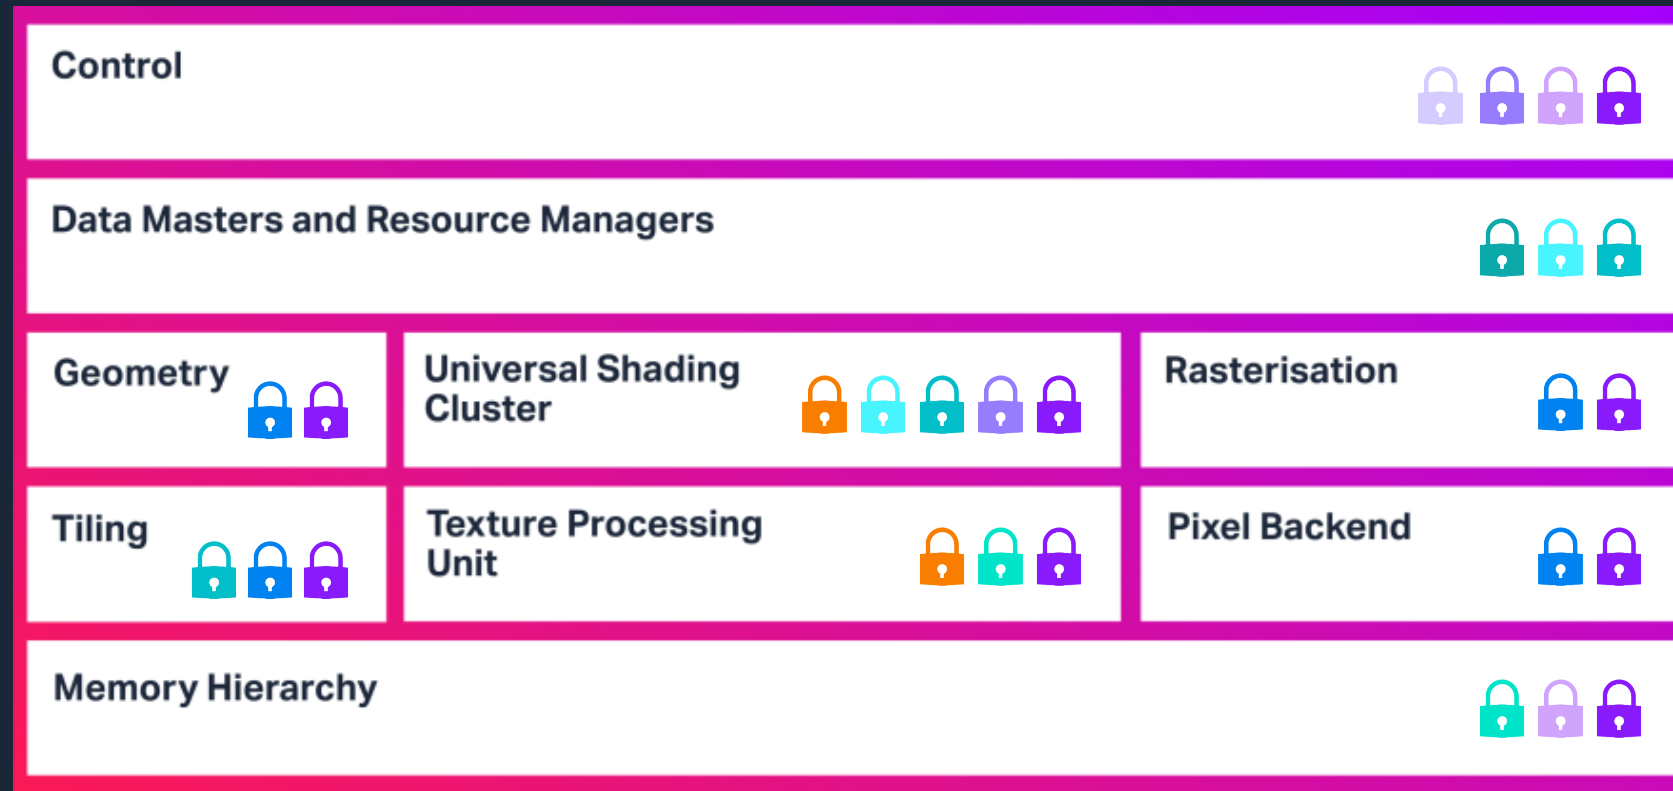 Control
Data Masters and Resource Managers
Geometry
Universal Shading
Cluster
Rasterisation
Tiling
Texture Processing
Unit
Pixel Backend
Memory Hierarchy